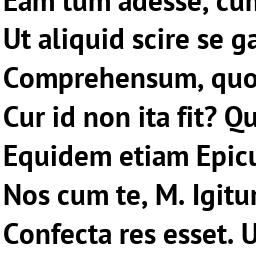 Eam tum adesse, cum
Ut aliquid scire se ga
Comprehensum, quo
Cur id non ita fit? Qu
Equidem etiam Epicu
Nos cum te, M. Igitur
Confecta res esset. U